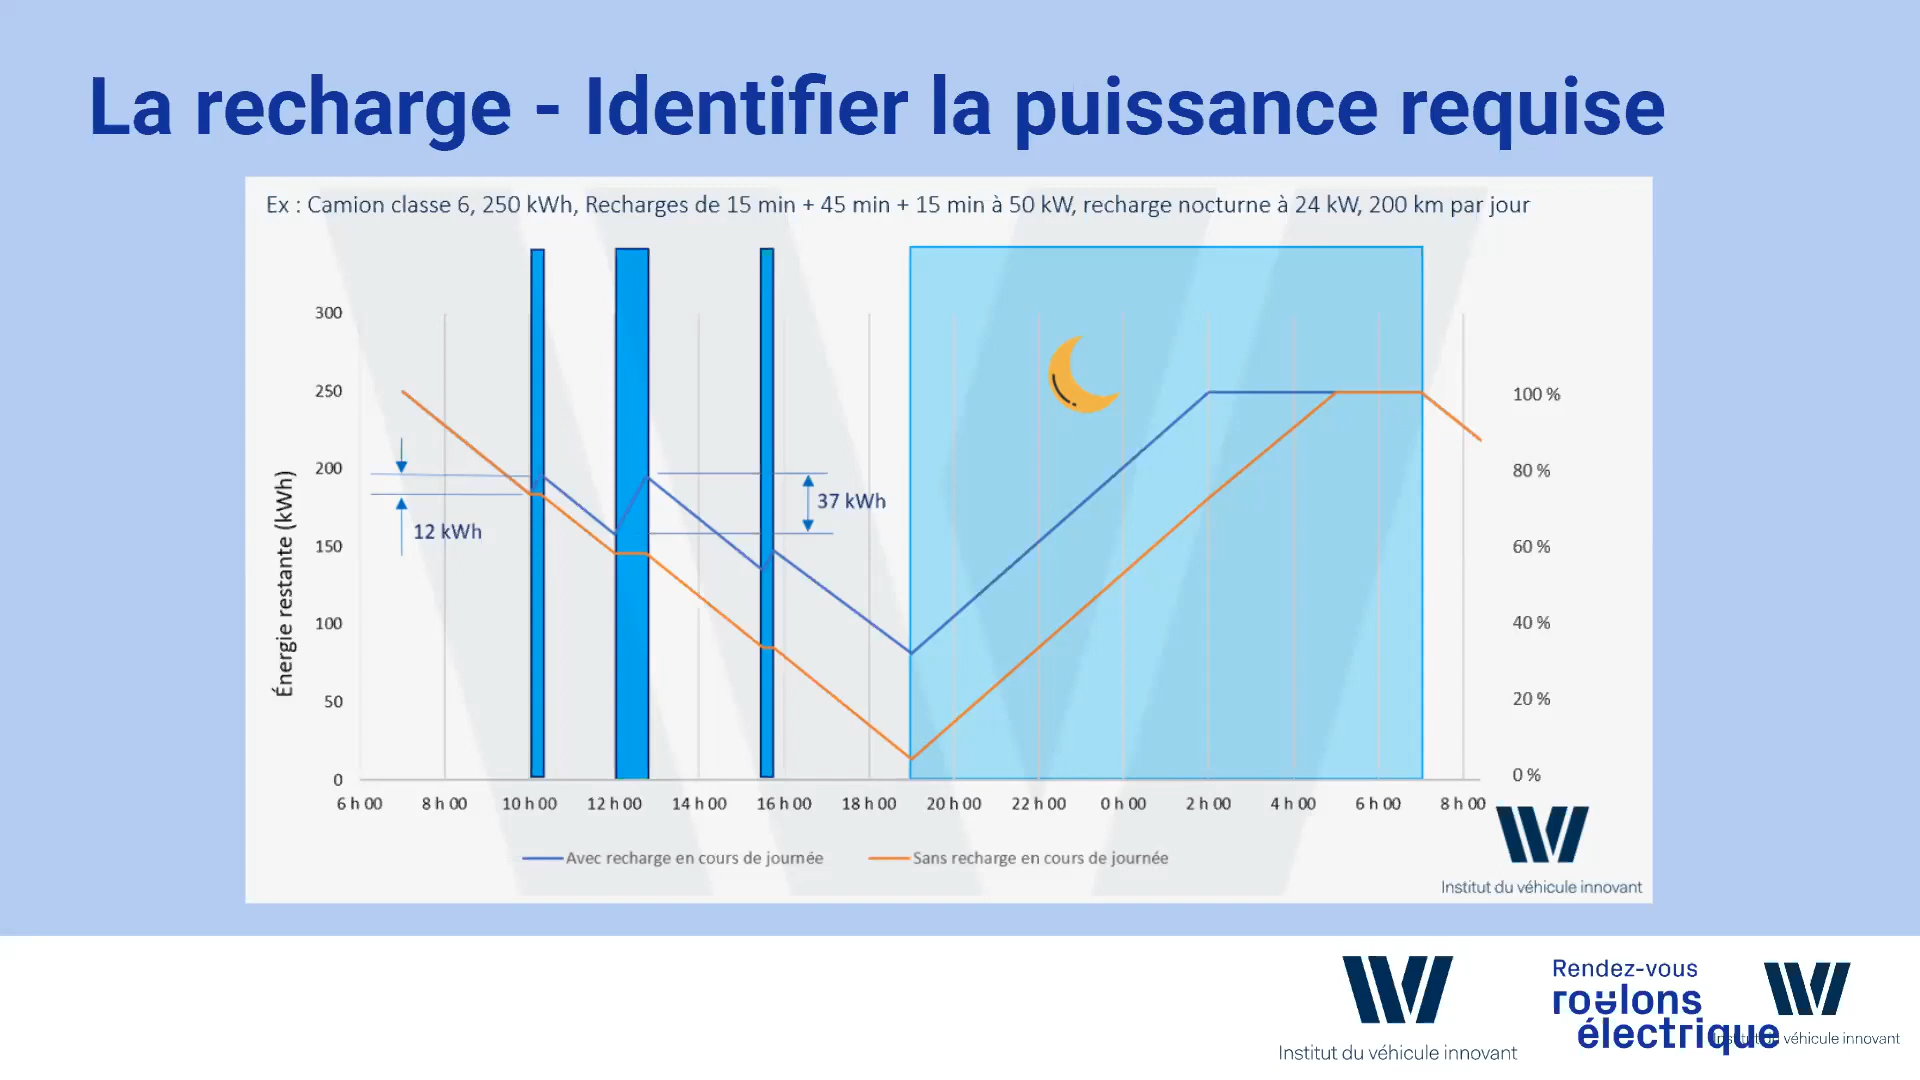 La recharge - Identifier la puissance requise
Ex : Camion classe 6, 250 kWh, Recharges de 15 min + 45 min + 15 min à 50 kW, recharge nocturne à 24 kW, 200 km par jour
Énergie restante (kWh)
300
250
200
150
100
50
0
12 kWh
37 kWh
100 %
80 %
60 %
40 %
20 %
0 %
6 h 00 8 h 00 10 h 00 12 h 00 14 h 00 16 h 00 18 h 00 20 h 00 22 h 00 0 h 00 2 h 00 4 h 00 6 h 00 8 h 00
Avec recharge en cours de journée Sans recharge en cours de journée
Institut du véhicule innovant
Institut du véhicule innovant
Rendez-vous
roulons
électrique
Institut du véhicule innovant